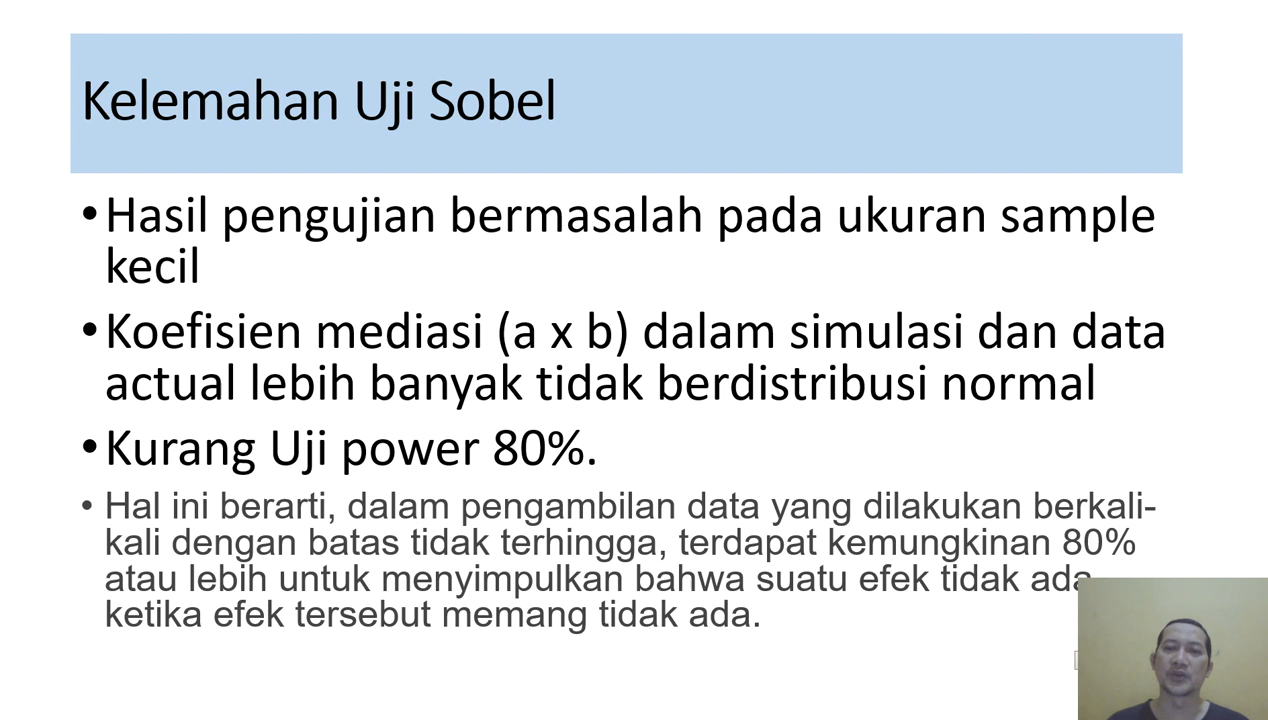 Kelemahan Uji Sobel
•Hasil pengujian bermasalah pada ukuran sample
kecil
•Koefisien mediasi (a x b) dalam simulasi dan data
actual lebih banyak tidak berdistribusi normal
•Kurang Uji power 80%.
• Hal ini berarti, dalam pengambilan data yang dilakukan berkali-
kali dengan batas tidak terhingga, terdapat kemungkinan 80%
atau lebih untuk menyimpulkan bahwa suatu efek tidak ada
ketika efek tersebut memang tidak ada.